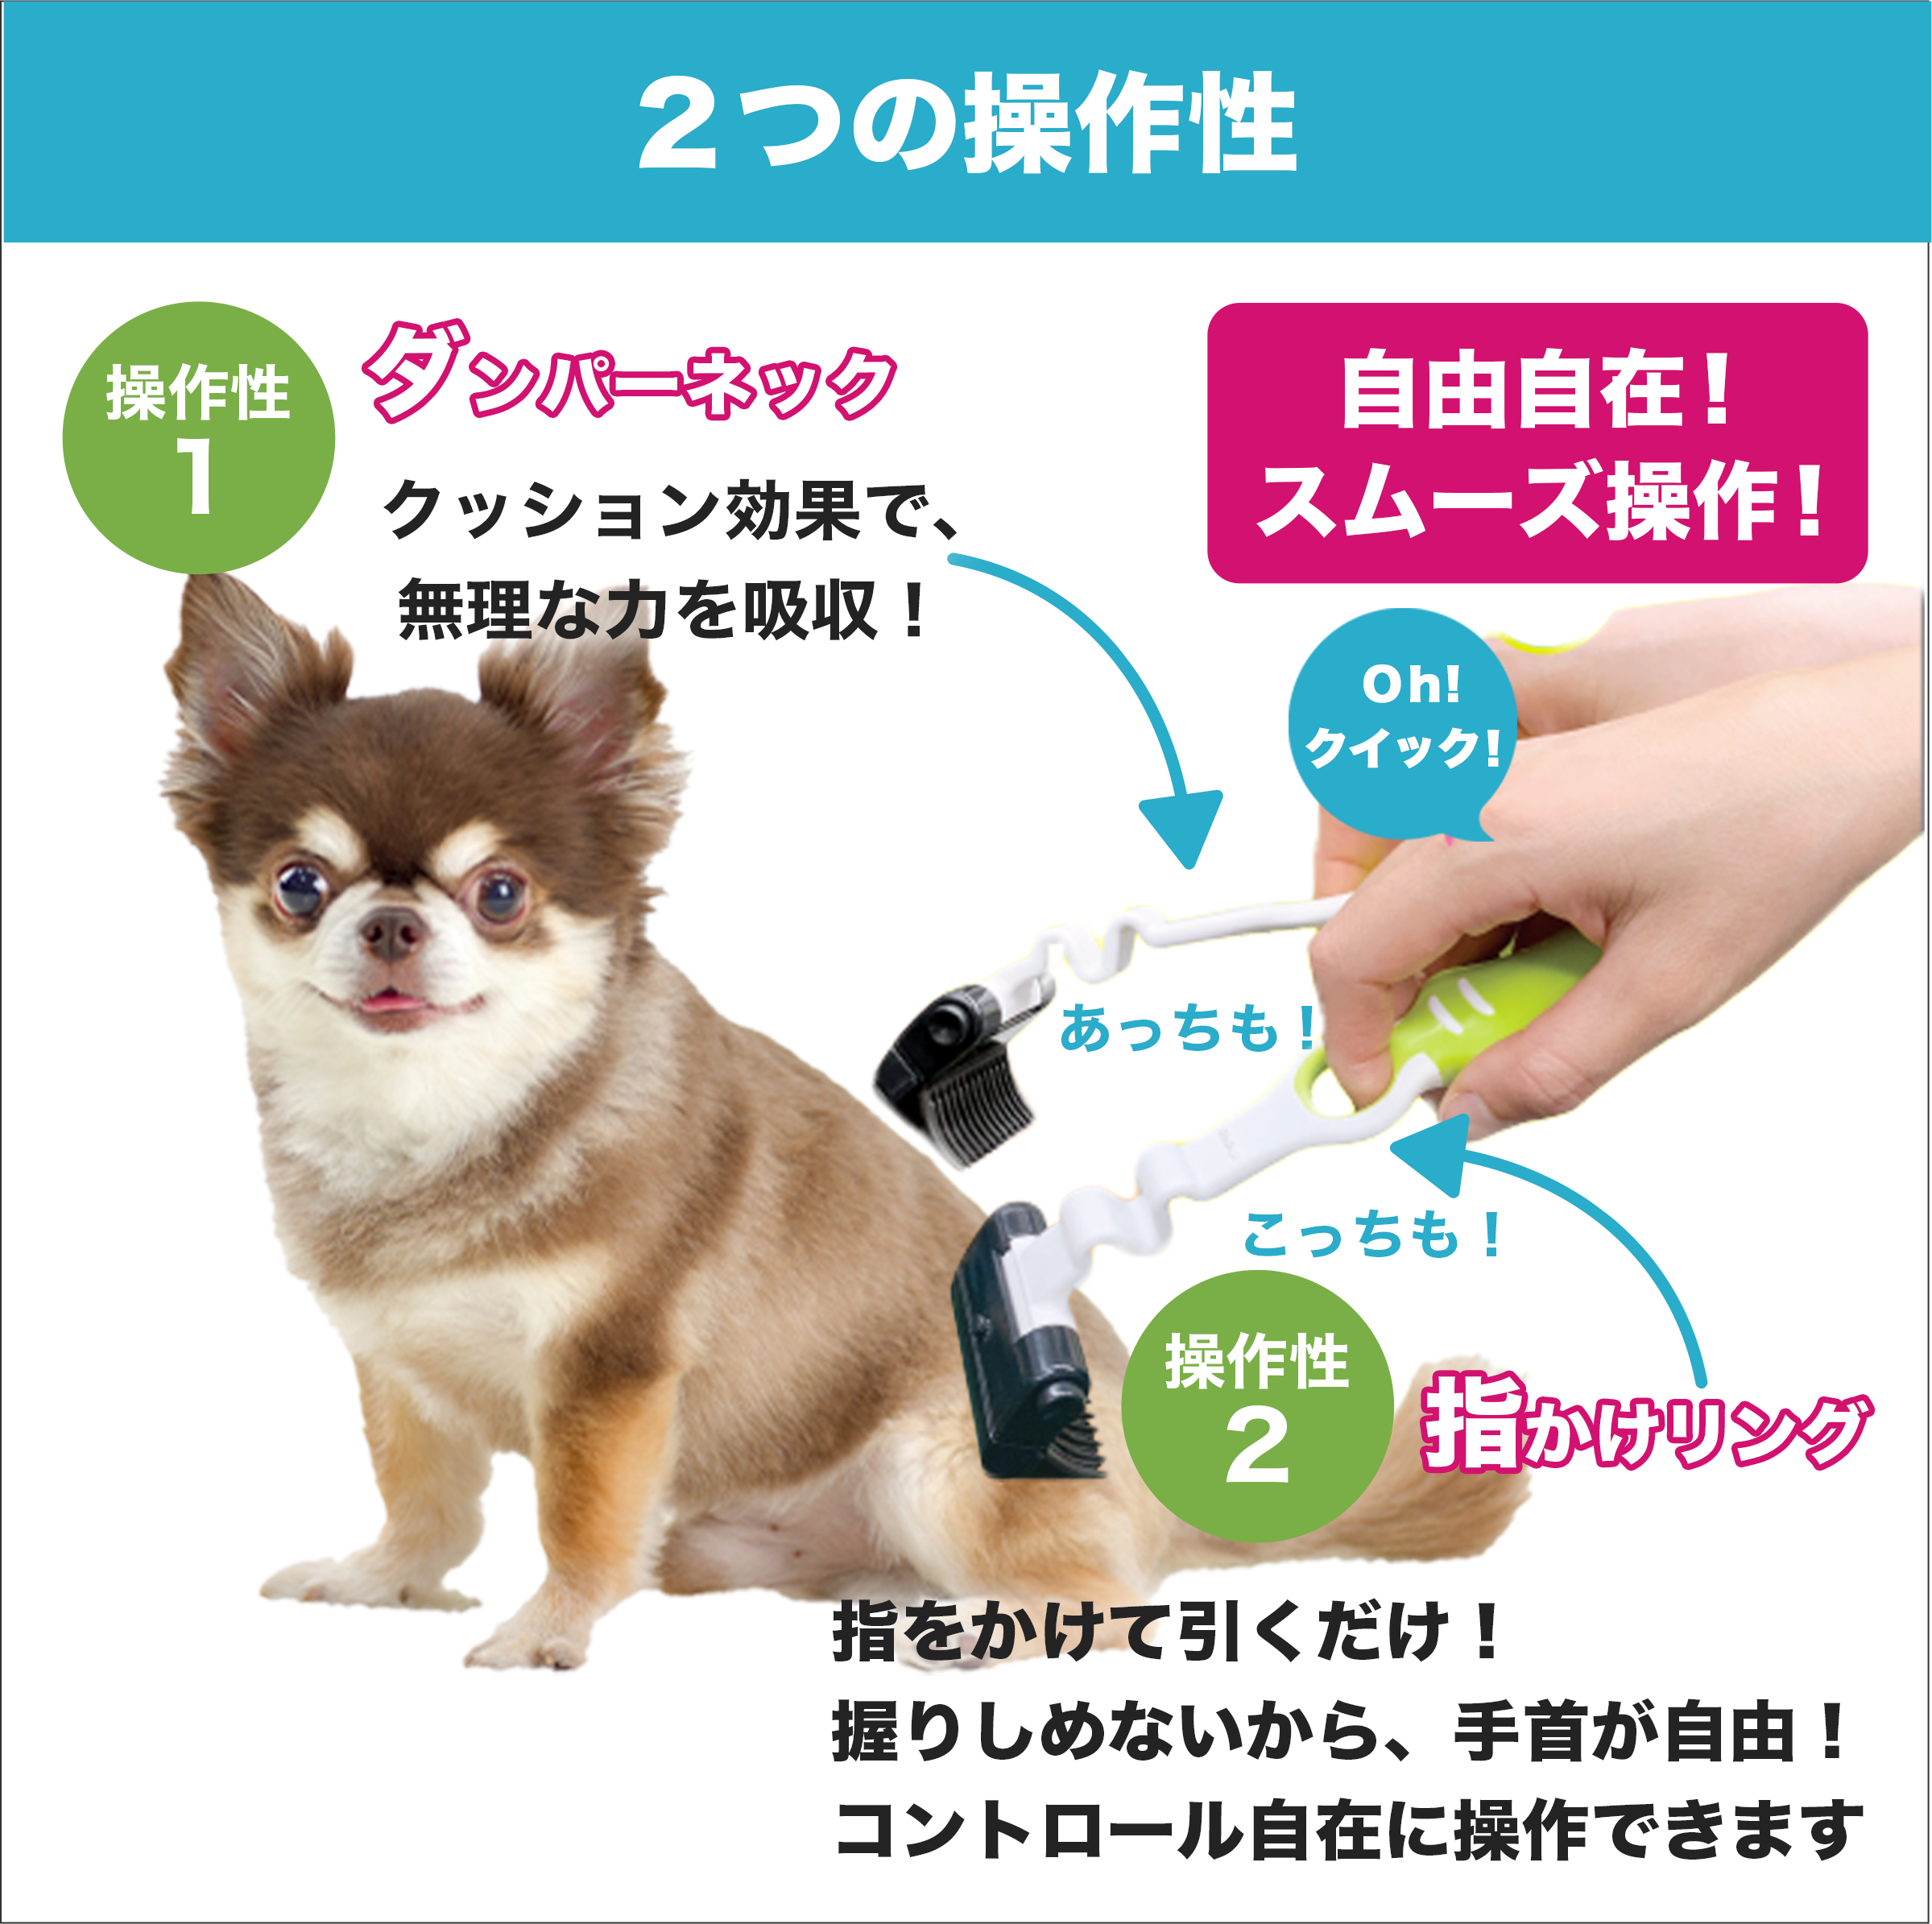 ２つの操作性
操作性
1
ダンパーネック
クッション効果で、
無理な力を吸収！
自由自在！
スムーズ操作！
Oh!
クイック!
あっちも！
こっちも！
操作性
2
指かけリング
指をかけて引くだけ！
握りしめないから、手首が自由！
コントロール自在に操作できます